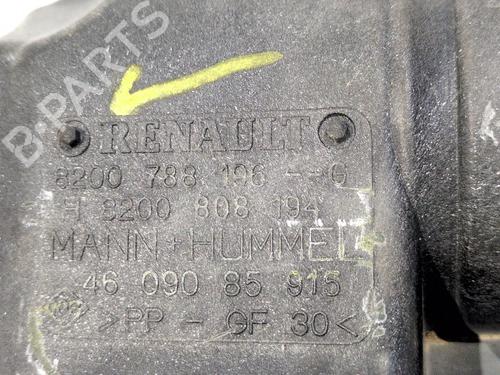 B-PARTS
RENAULT
8200 788 196 --G
H 8200 808 194
MANN+HUMMEL
46 090 85 915
>PP - GF 30<